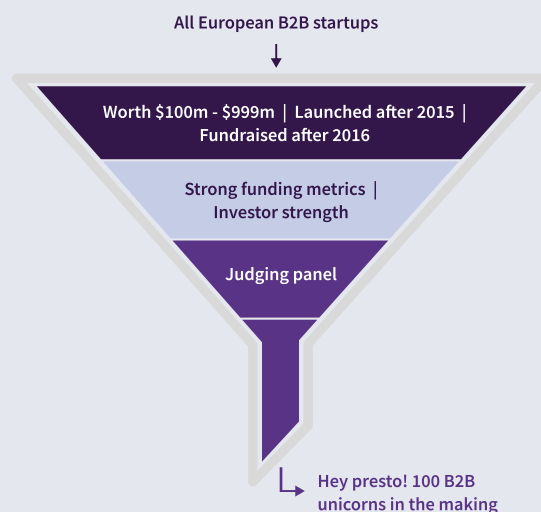 All European B2B startups
Worth $100m - $999m | Launched after 2015 |
Fundraised after 2016
Strong funding metrics |
Investor strength
Judging panel
Hey presto! 100 B2B
unicorns in the making